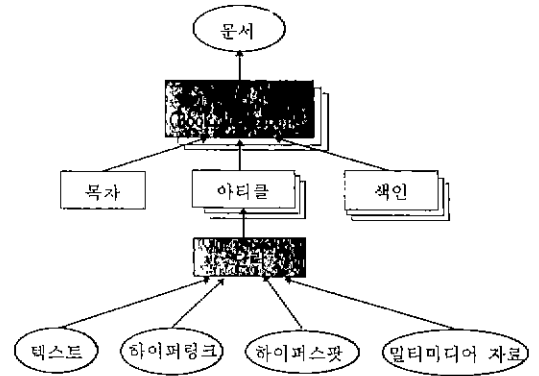 문서
목차
아티클
색인
텍스트
하이퍼링크
하이퍼스팟
멀티미디어 자료